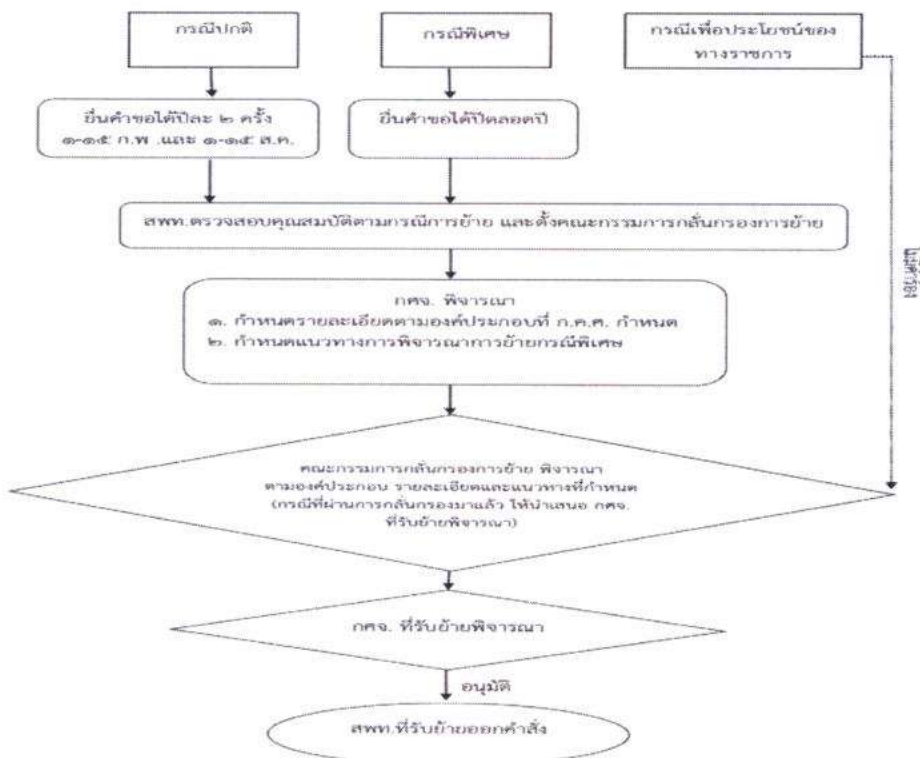 กรณีปกติ
กรณีพิเศษ
กรณีเพื่อประโยชน์ของ
ทางราชการ
ยื่นคำขอได้ปีละ ๒ ครั้ง
๑-๑๕ ก.พ .และ ๑-๑๕ ส.ค.
ยื่นคำขอได้ปีตลอดปี
สพท.ตรวจสอบคุณสมบัติตามกรณีการย้าย และตั้งคณะกรรมการกลั่นกรองการย้าย
กศจ. พิจารณา
๑. กำหนดรายละเอียดตามองค์ประกอบที่ ก.ค.ศ. กำหนด
๒. กำหนดแนวทางการพิจารณาการย้ายกรณีพิเศษ
คณะกรรมการกลั่นกรองการย้าย พิจารณา
ตามองค์ประกอบ รายละเอียดและแนวทางที่กำหนด
(กรณีที่ผ่านการกลั่นกรองมาแล้ว ให้นำเสนอ กศจ.
ที่รับย้ายพิจารณา)
กศจ. ที่รับย้ายพิจารณา
อนุมัติ
สพท.ที่รับย้ายออกคำสั่ง